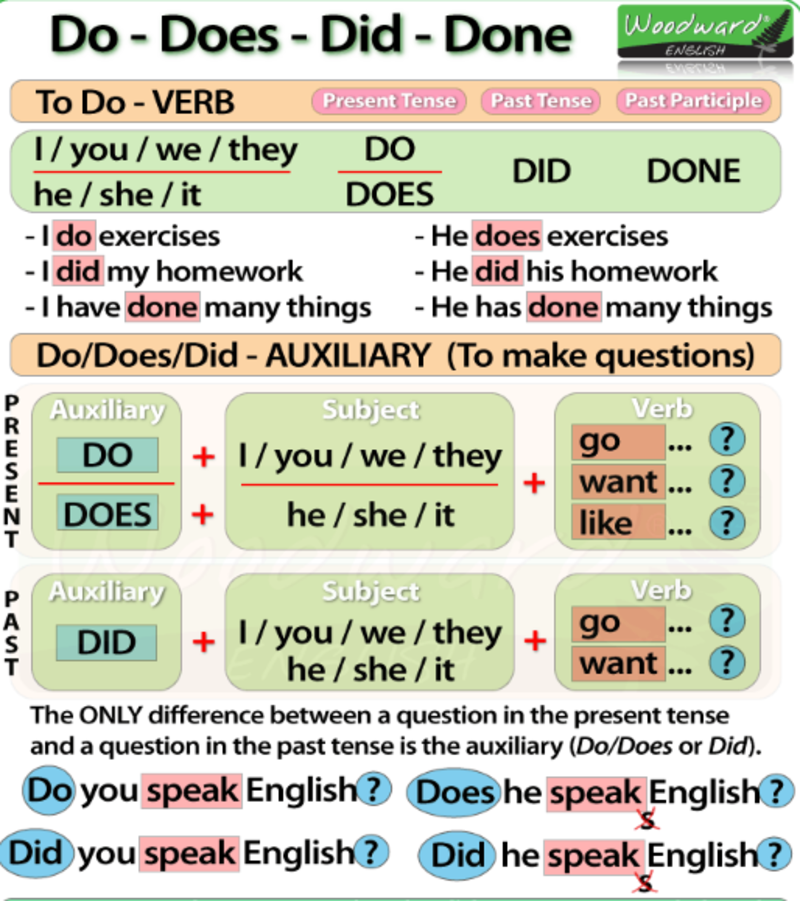 Do - Does - Did - Done
Woodward®
ENGLISH
To Do - VERB Present Tense Past Tense Past Participle
I / you / we / they DO DID DONE
he / she / it DOES
- I do exercises - He does exercises
- I did my homework - He did his homework
- I have done many things - He has done many things
Do/Does/Did - AUXILIARY (To make questions)
PRESENT
Auxiliary Subject Verb
DO + I / you / we / they + go ... ?
want ... ?
DOES + he / she / it like ... ?
PAST
Auxiliary Subject Verb
DID + I / you / we / they + go ... ?
he / she / it want ... ?
The ONLY difference between a question in the present tense
and a question in the past tense is the auxiliary (Do/Does or Did).
Do you speak English? Does he speak English?
s
Did you speak English? Did he speak English?
s